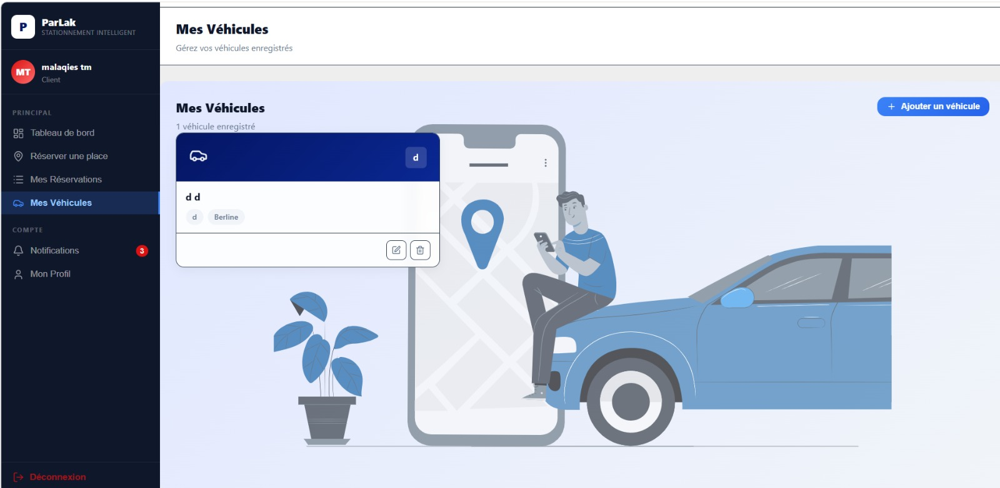 P
ParLak
STATIONNEMENT INTELLIGENT
MT
malaqies tm
Client
PRINCIPAL
Tableau de bord
Réserver une place
Mes Réservations
Mes Véhicules
COMPTE
Notifications
3
Mon Profil
Déconnexion
Mes Véhicules
Gérez vos véhicules enregistrés
Mes Véhicules
1 véhicule enregistré
+ Ajouter un véhicule
d
d d
d Berline